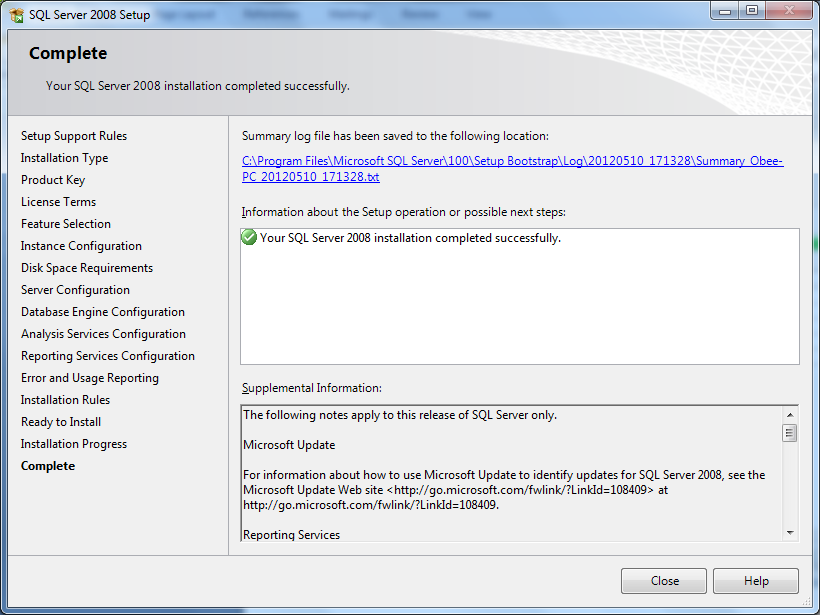 SQL Server 2008 Setup
Complete
Your SQL Server 2008 installation completed successfully.
Setup Support Rules
Installation Type
Product Key
License Terms
Feature Selection
Instance Configuration
Disk Space Requirements
Server Configuration
Database Engine Configuration
Analysis Services Configuration
Reporting Services Configuration
Error and Usage Reporting
Installation Rules
Ready to Install
Installation Progress
Complete
Summary log file has been saved to the following location:
C:\Program Files\Microsoft SQL Server\100\Setup Bootstrap\Log\20120510_171328\Summary_Obee-
PC_20120510_171328.txt
Information about the Setup operation or possible next steps:
Your SQL Server 2008 installation completed successfully.
Supplemental Information:
The following notes apply to this release of SQL Server only.
Microsoft Update
For information about how to use Microsoft Update to identify updates for SQL Server 2008, see the
Microsoft Update Web site <http://go.microsoft.com/fwlink/?LinkId=108409> at
http://go.microsoft.com/fwlink/?LinkId=108409.
Reporting Services
Close
Help